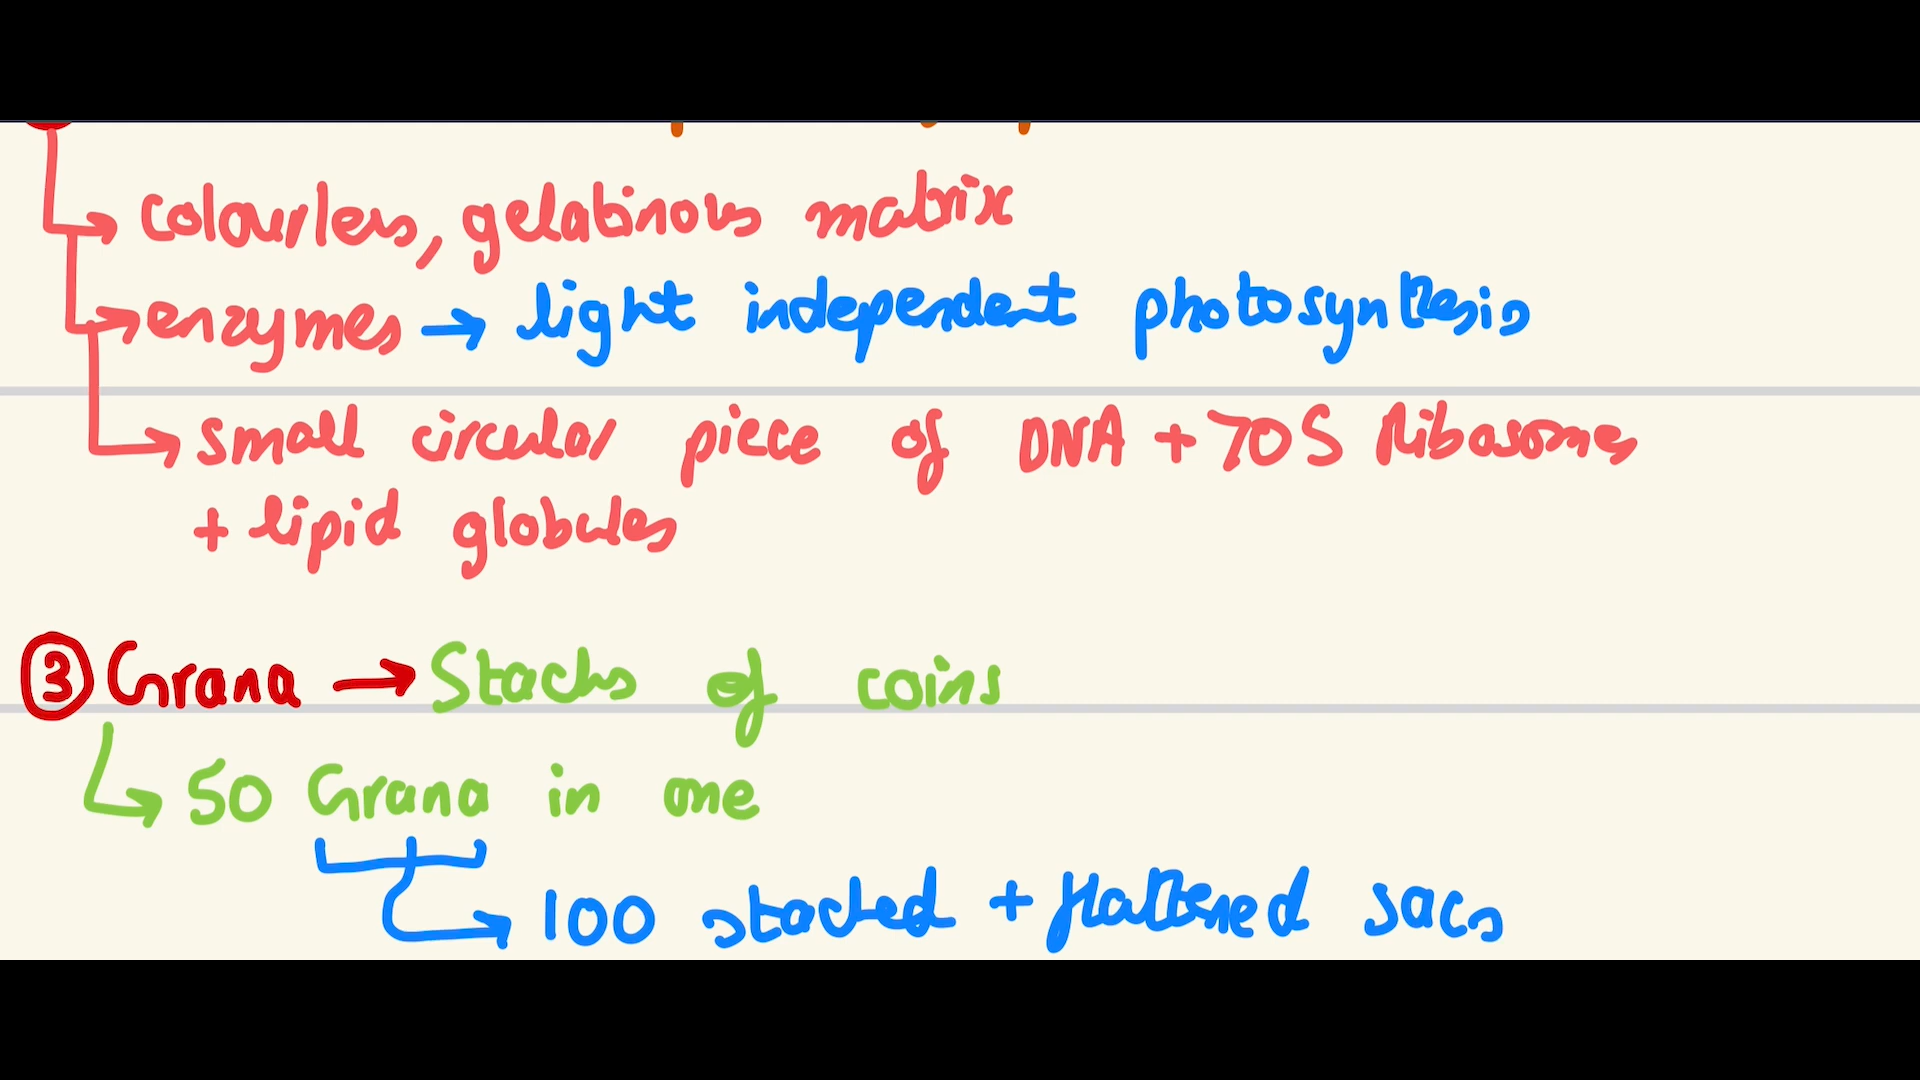 → colourless, gelatinous matrix
→ enzymes → light independent photosynthesis
→ small circular piece of DNA + 70S Ribosomes
+ lipid globules
③ Grana → Stacks of coins
↳ 50 Grana in one
→ 100 stacked + flattened sacs